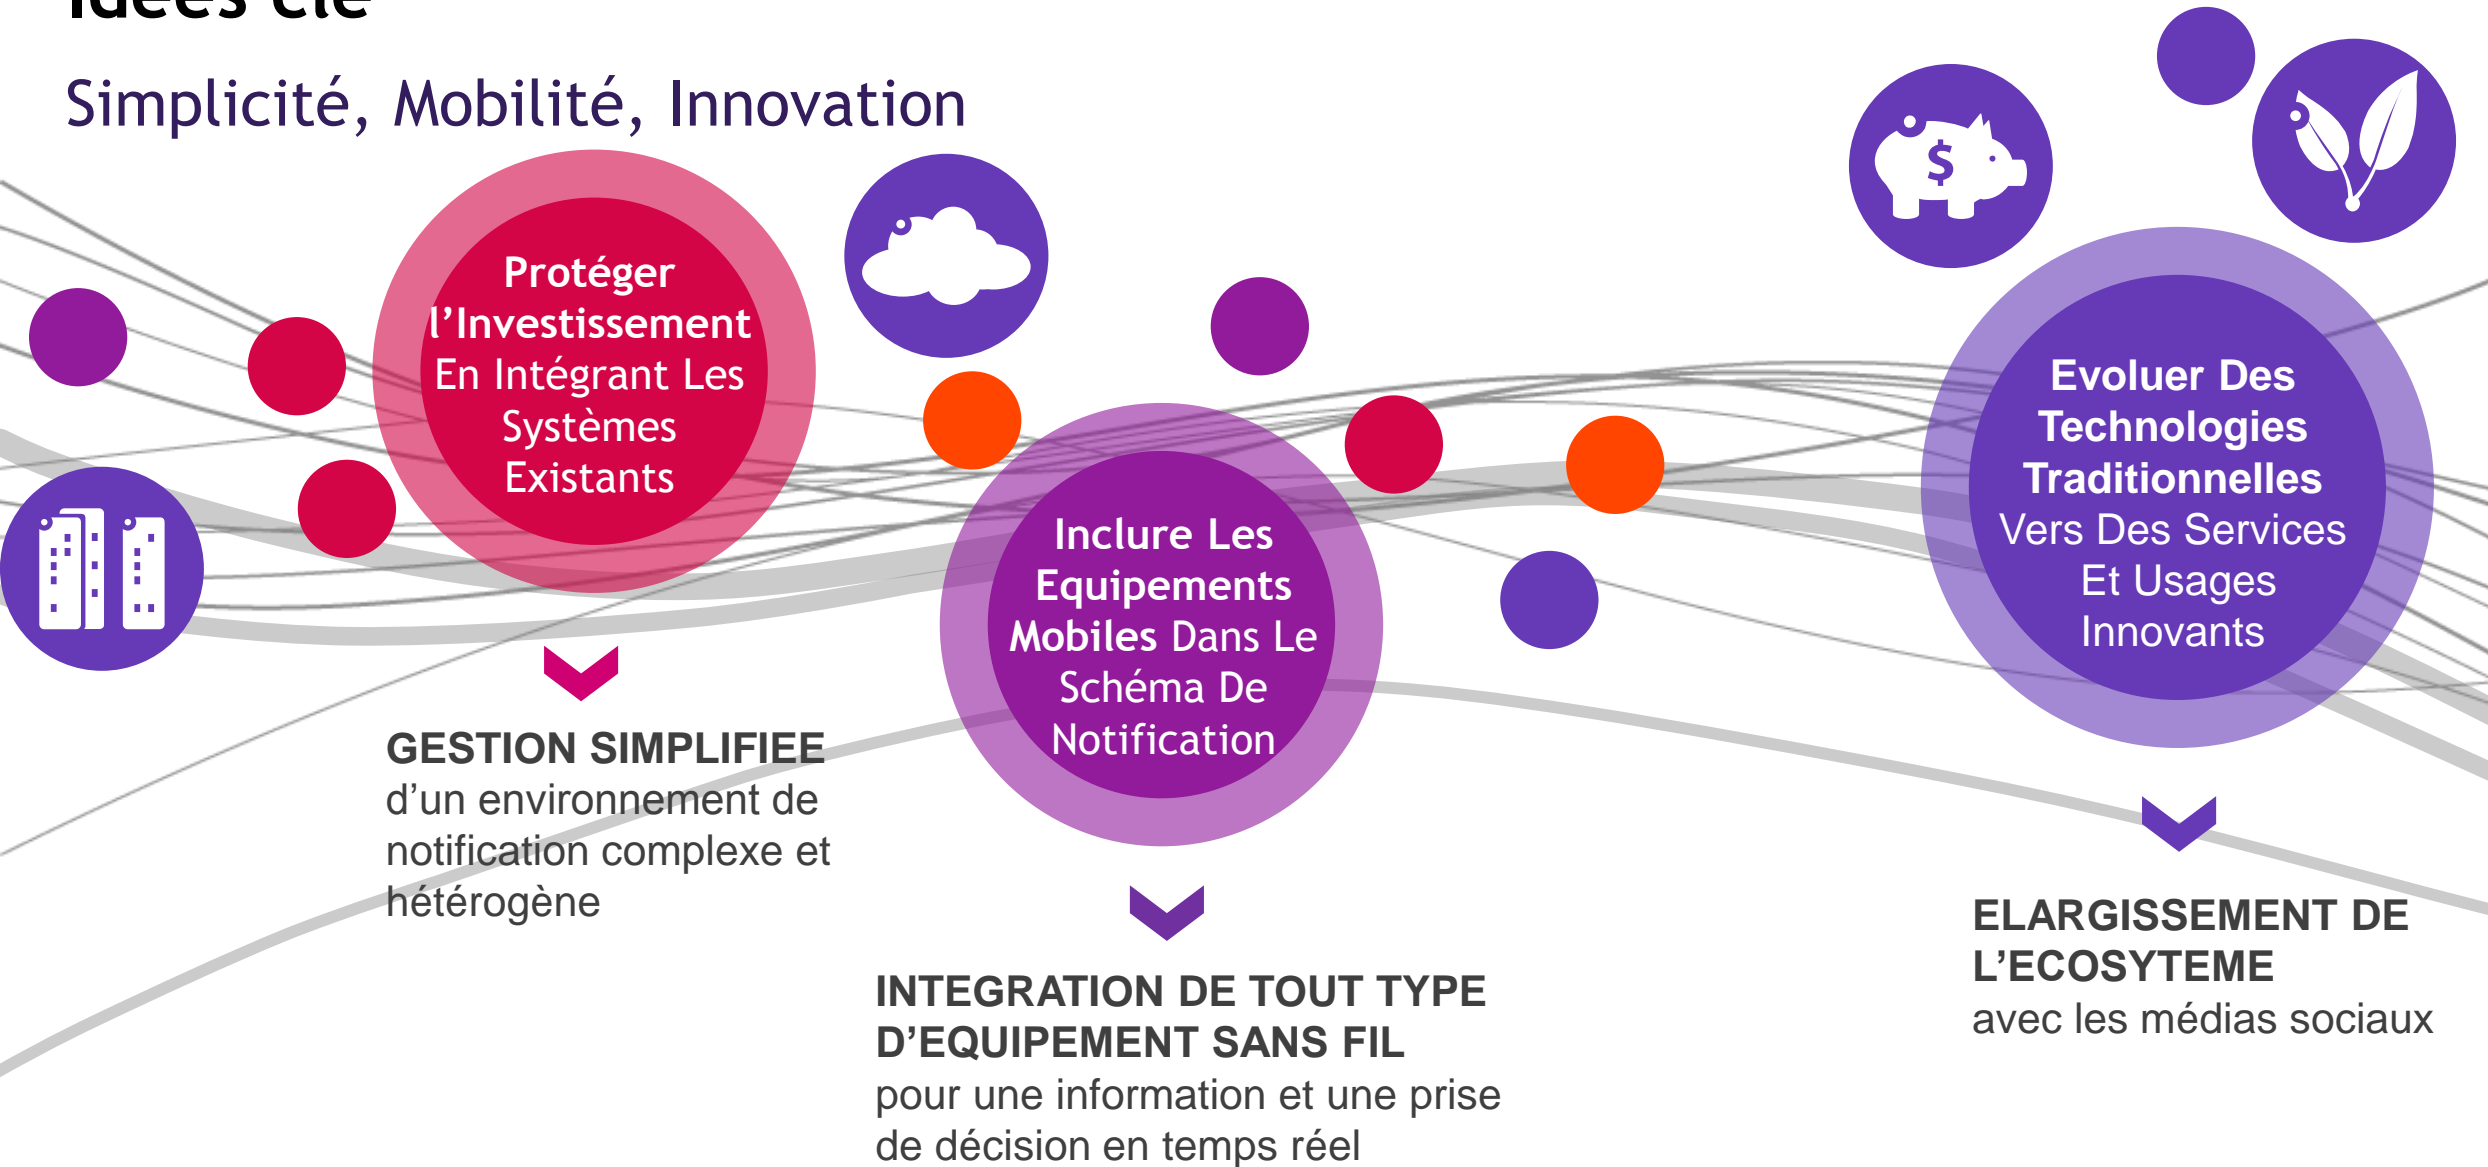 Idées clé
Simplicité, Mobilité, Innovation
Protéger
l’Investissement
En Intégrant Les
Systèmes
Existants
GESTION SIMPLIFIEE
d’un environnement de
notification complexe et
hétérogène
Inclure Les
Equipements
Mobiles Dans Le
Schéma De
Notification
INTEGRATION DE TOUT TYPE
D’EQUIPEMENT SANS FIL
pour une information et une prise
de décision en temps réel
$
Evoluer Des
Technologies
Traditionnelles
Vers Des Services
Et Usages
Innovants
ELARGISSEMENT DE
L’ECOSYTEME
avec les médias sociaux